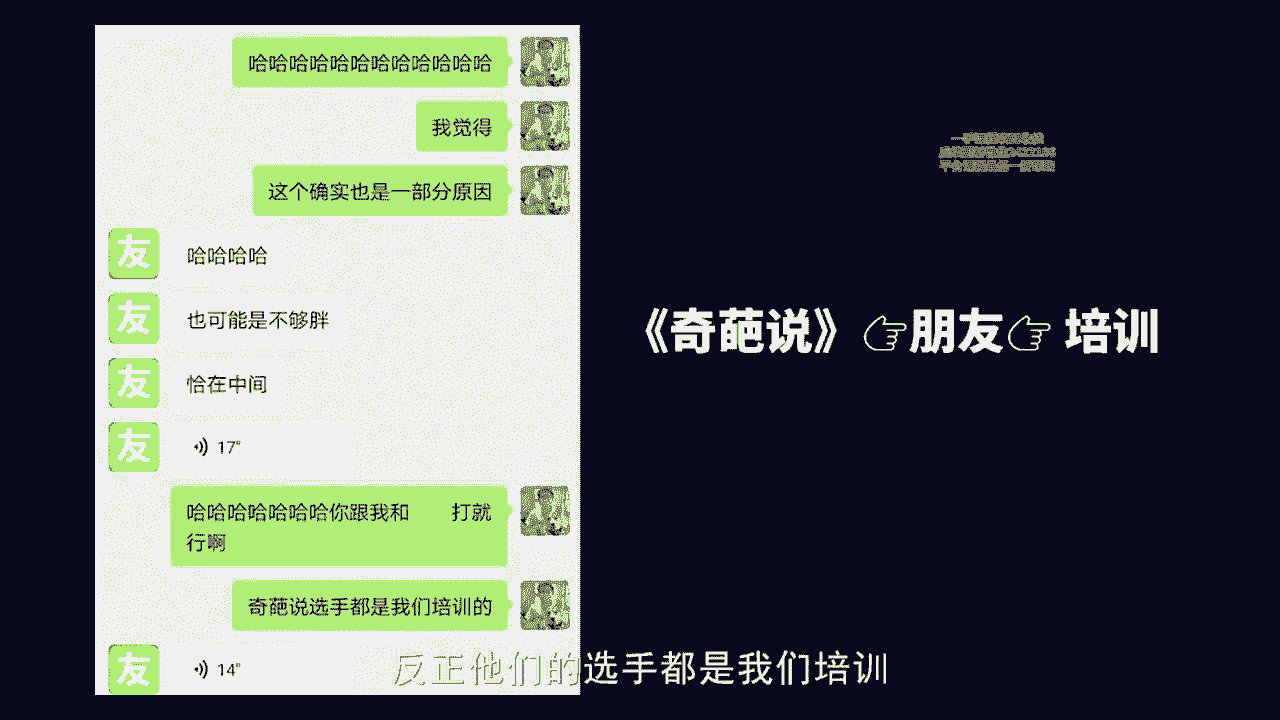 哈哈哈哈哈哈哈哈哈哈哈哈
我觉得
这个确实也是一部分原因
友
哈哈哈哈
友
也可能是不够胖
友
恰在中间
友
17"
哈哈哈哈哈哈哈你跟我和 打就
行啊
奇葩说选手都是我们培训的
友
14"
《奇葩说》👉朋友👉 培训
反正他们的选手都是我们培训